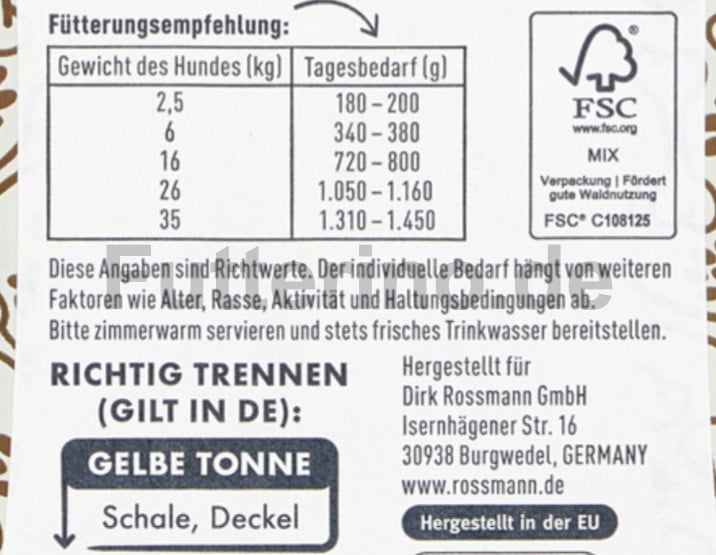 Fütterungsempfehlung:
Gewicht des Hundes (kg) Tagesbedarf (g)
2,5 180 – 200
6 340 – 380
16 720 – 800
26 1.050 – 1.160
35 1.310 – 1.450
®
FSC
www.fsc.org
MIX
Verpackung | Fördert
gute Waldnutzung
FSC® C108125
Futterino.de
Diese Angaben sind Richtwerte. Der individuelle Bedarf hängt von weiteren
Faktoren wie Alter, Rasse, Aktivität und Haltungsbedingungen ab.
Bitte zimmerwarm servieren und stets frisches Trinkwasser bereitstellen.
RICHTIG TRENNEN
(GILT IN DE):
GELBE TONNE
Schale, Deckel
Hergestellt für
Dirk Rossmann GmbH
Isernhägener Str. 16
30938 Burgwedel, GERMANY
www.rossmann.de
Hergestellt in der EU